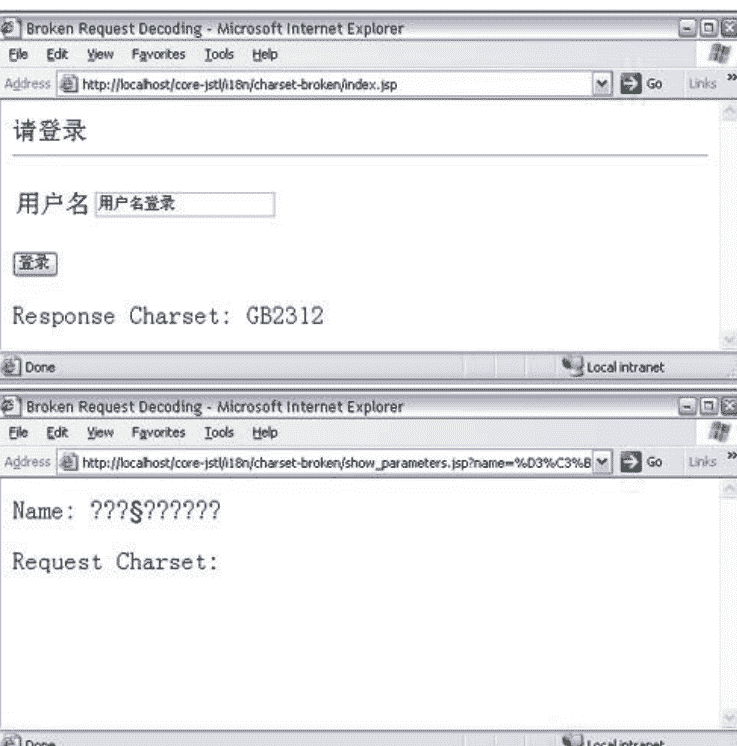 Broken Request Decoding - Microsoft Internet Explorer
File Edit View Favorites Tools Help
Address http://localhost/core-jstl/i18n/charset-broken/index.jsp Go Links »
请登录
用户名 用户名登录
登录
Response Charset: GB2312
Done Local intranet
Broken Request Decoding - Microsoft Internet Explorer
File Edit View Favorites Tools Help
Address http://localhost/core-jstl/i18n/charset-broken/show_parameters.jsp?name=%D3%C3%B Go Links »
Name: ???§??????
Request Charset:
Done Local intranet